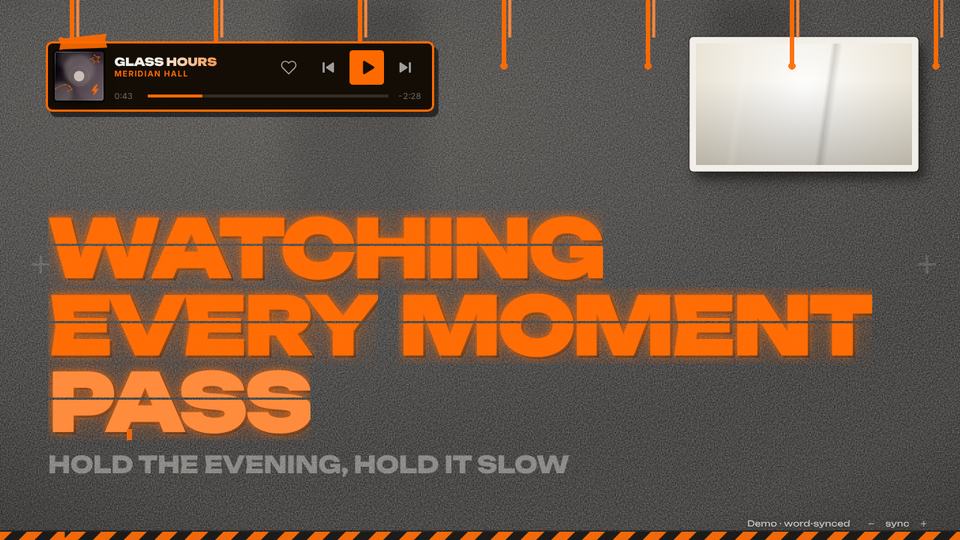 GLASS HOURS
MERIDIAN HALL
0:43
-2:28
WATCHING
EVERY MOMENT
PASS
HOLD THE EVENING, HOLD IT SLOW
Demo · word-synced − sync +